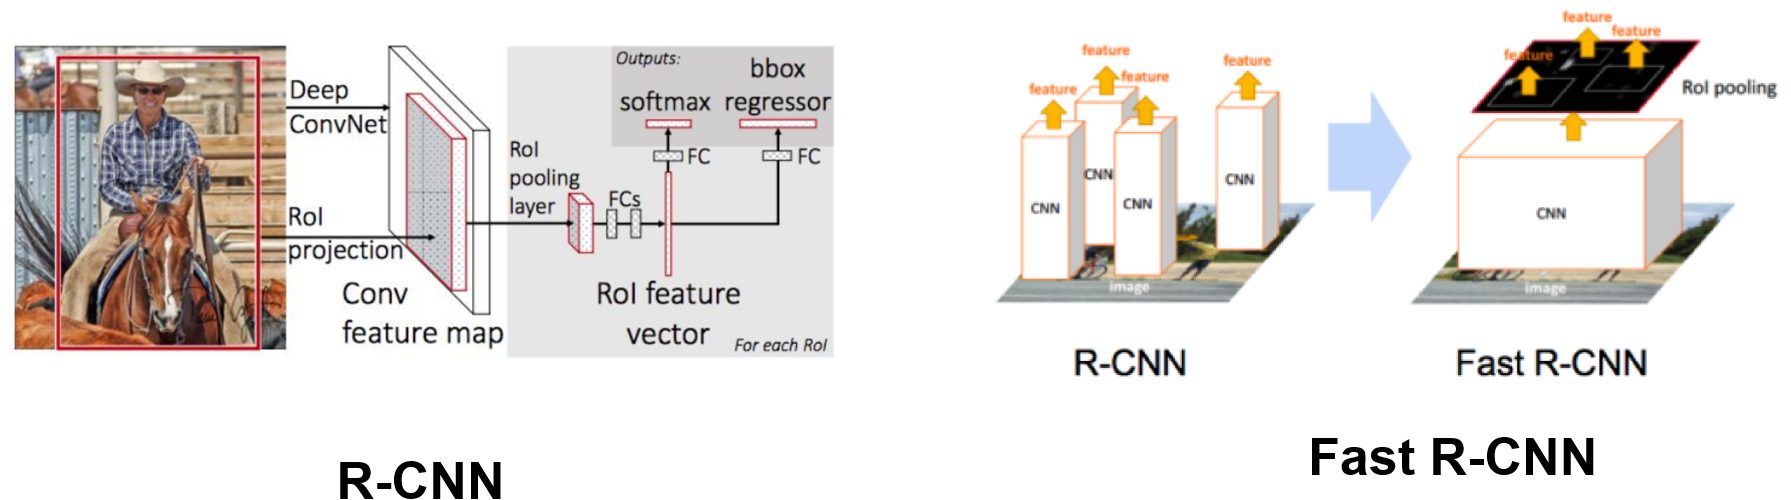 Deep
ConvNet
RoI
projection
Conv
feature map
RoI
pooling
layer
FCs
RoI feature
vector
For each RoI
Outputs:
softmax
bbox
regressor
FC
FC
feature
feature
feature
feature
CNN
CNN
CNN
CNN
image
R-CNN
feature
feature
feature
RoI pooling
CNN
image
Fast R-CNN
R-CNN
Fast R-CNN